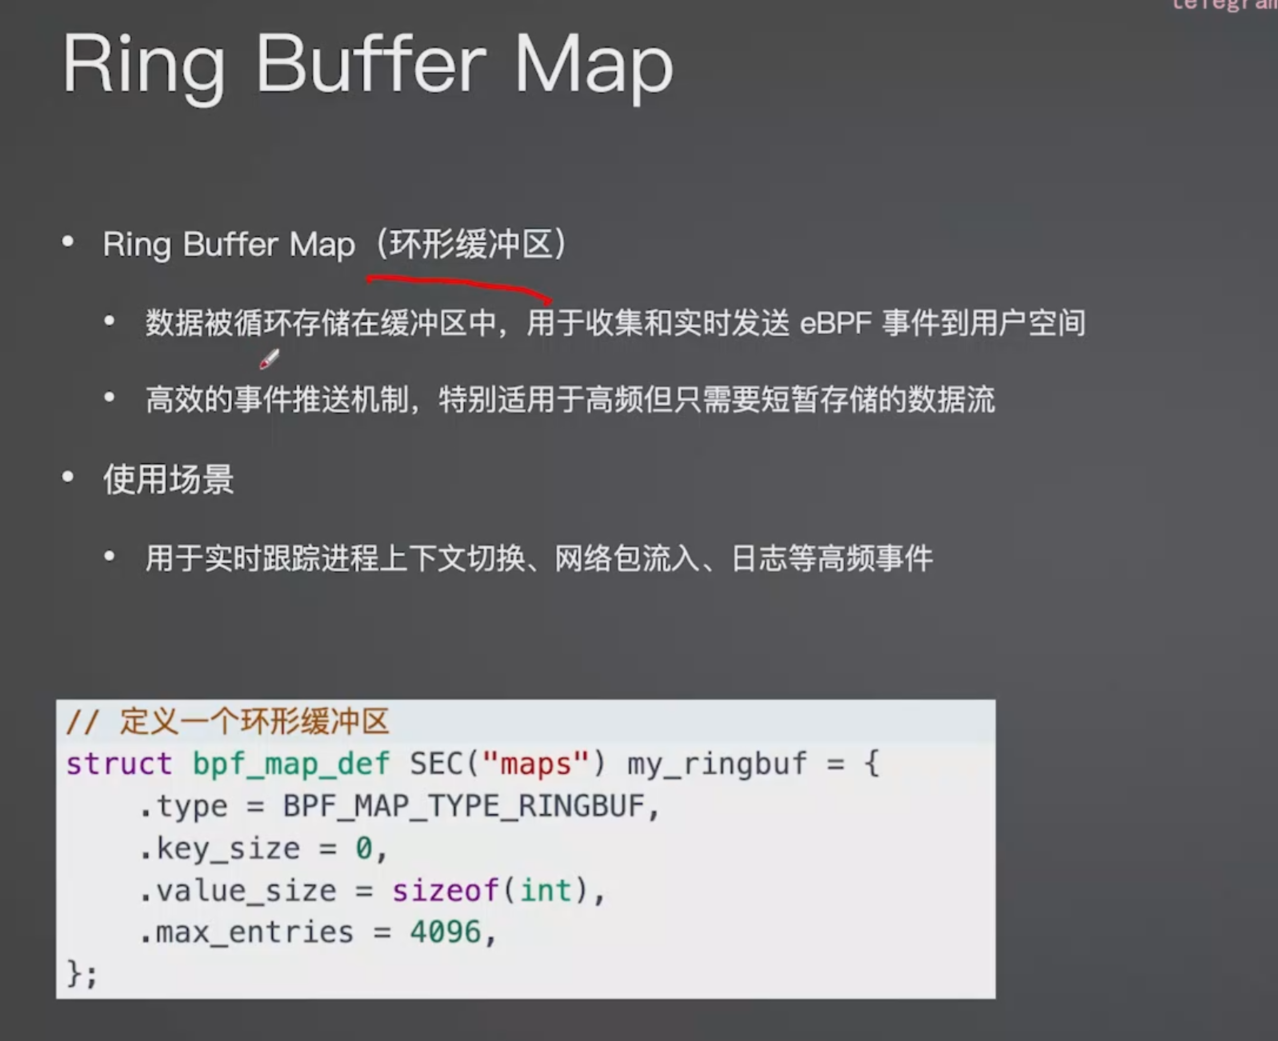 telegram
Ring Buffer Map
• Ring Buffer Map（环形缓冲区）
• 数据被循环存储在缓冲区中，用于收集和实时发送 eBPF 事件到用户空间
• 高效的事件推送机制，特别适用于高频但只需要短暂存储的数据流
• 使用场景
• 用于实时跟踪进程上下文切换、网络包流入、日志等高频事件
// 定义一个环形缓冲区
struct bpf_map_def SEC("maps") my_ringbuf = {
    .type = BPF_MAP_TYPE_RINGBUF,
    .key_size = 0,
    .value_size = sizeof(int),
    .max_entries = 4096,
};